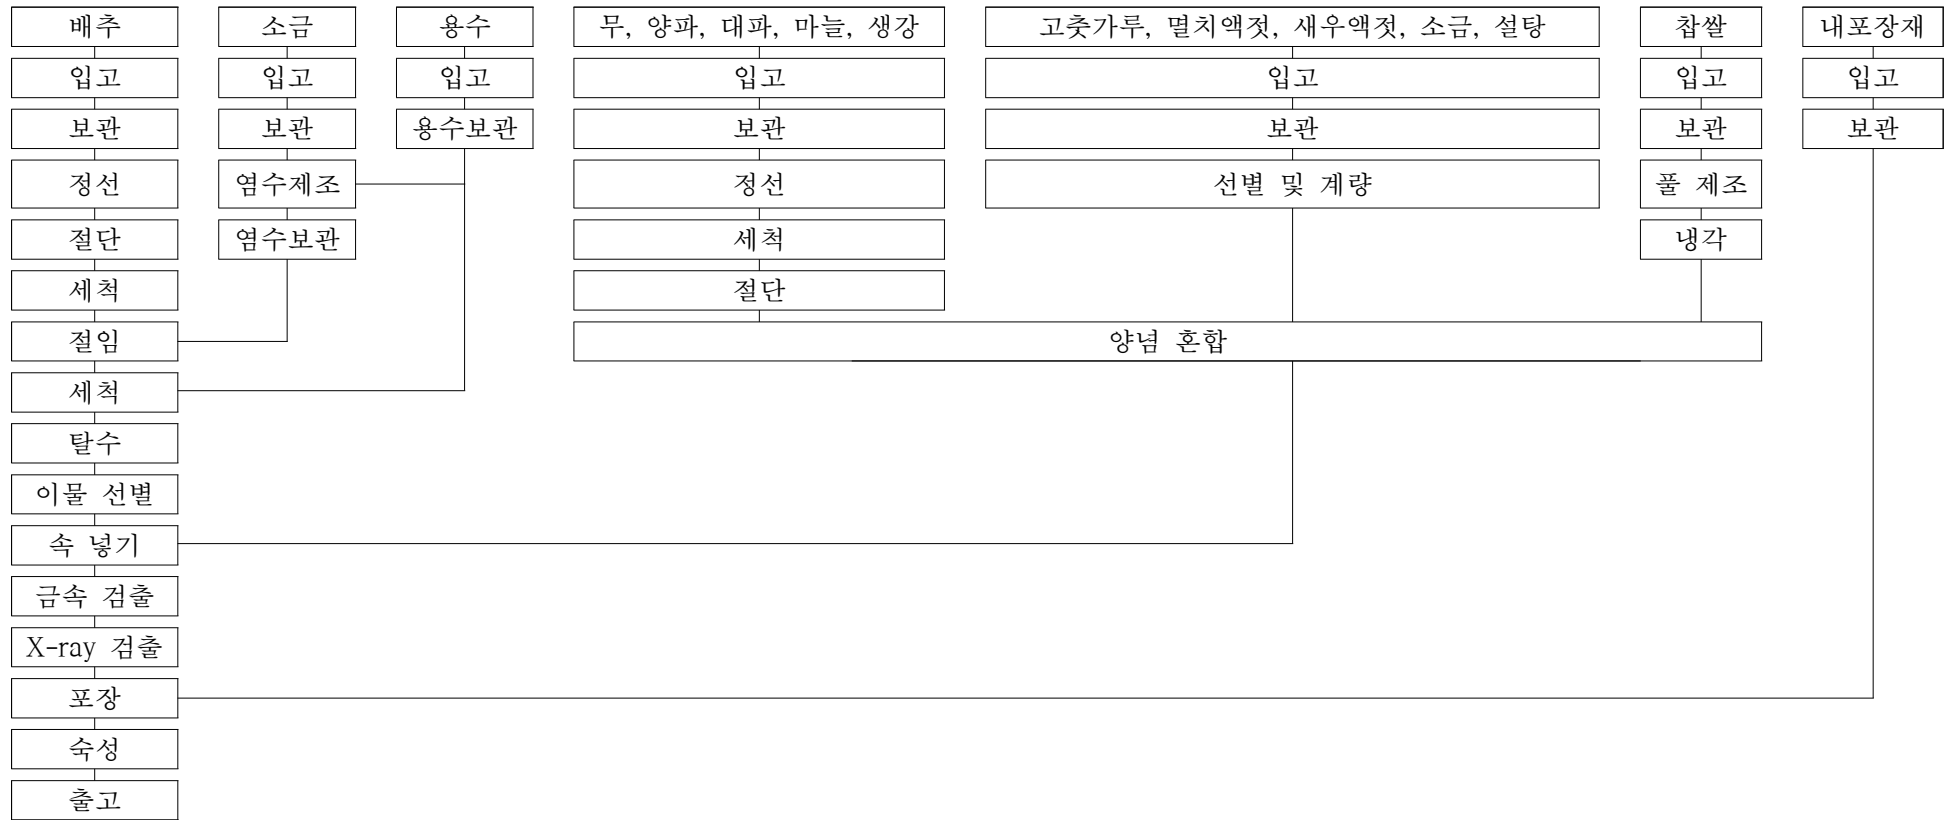 배추 소금 용수 무, 양파, 대파, 마늘, 생강 고춧가루, 멸치액젓, 새우액젓, 소금, 설탕 찹쌀 내포장재
입고 입고 입고 입고 입고 입고 입고
보관 보관 용수보관 보관 보관 보관 보관
정선 염수제조 정선 선별 및 계량 풀 제조
절단 염수보관 세척 냉각
세척 절단
절임 양념 혼합
세척
탈수
이물 선별
속 넣기
금속 검출
X-ray 검출
포장
숙성
출고